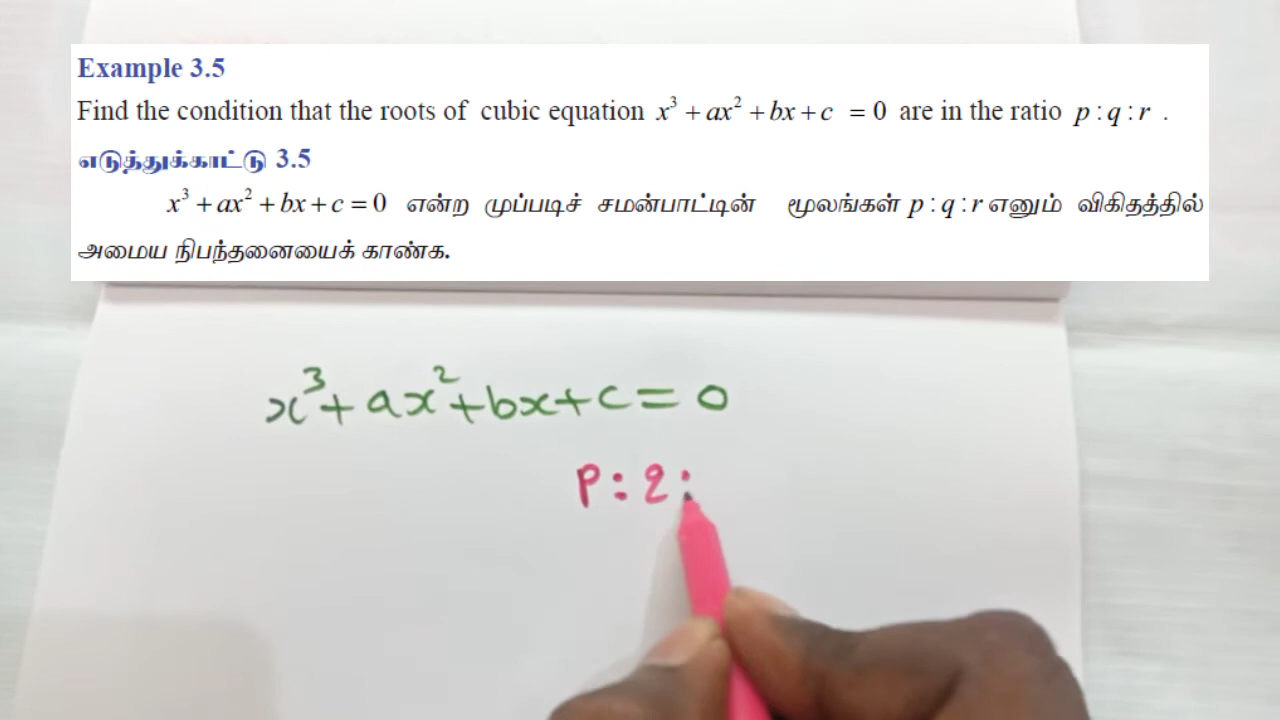 Example 3.5
Find the condition that the roots of cubic equation x³ + ax² + bx + c = 0 are in the ratio p : q : r .
எடுத்துக்காட்டு 3.5
x³ + ax² + bx + c = 0 என்ற முப்படிச் சமன்பாட்டின் மூலங்கள் p : q : r எனும் விகிதத்தில்
அமைய நிபந்தனையைக் காண்க.
x³ + ax² + bx + c = 0
p : q :